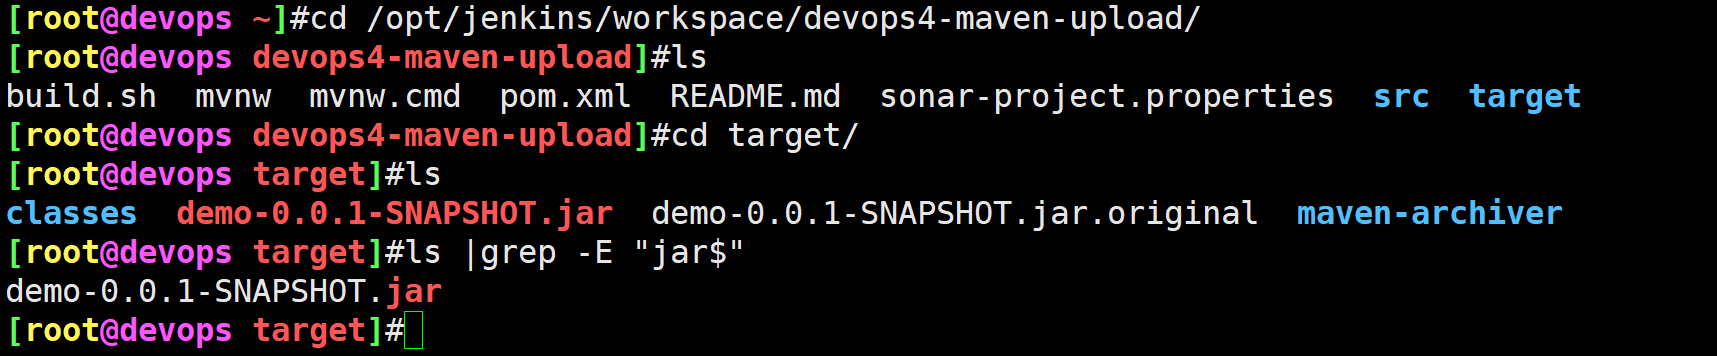 [root@devops ~]#cd /opt/jenkins/workspace/devops4-maven-upload/
[root@devops devops4-maven-upload]#ls
build.sh  mvnw  mvnw.cmd  pom.xml  README.md  sonar-project.properties  src  target
[root@devops devops4-maven-upload]#cd target/
[root@devops target]#ls
classes  demo-0.0.1-SNAPSHOT.jar  demo-0.0.1-SNAPSHOT.jar.original  maven-archiver
[root@devops target]#ls |grep -E "jar$"
demo-0.0.1-SNAPSHOT.jar
[root@devops target]#